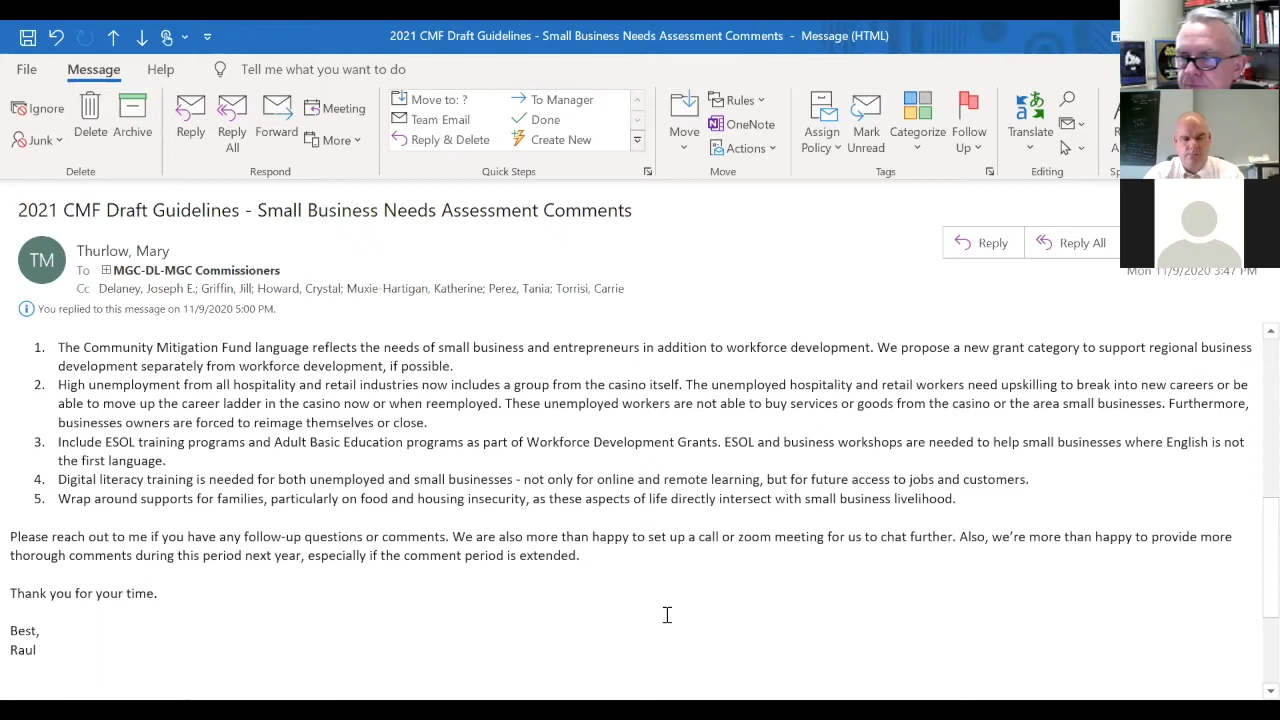 2021 CMF Draft Guidelines - Small Business Needs Assessment Comments - Message (HTML)
File Message Help Tell me what you want to do
Ignore
Junk
Delete
Archive
Delete
Reply
Reply All
Forward
Meeting
More
Respond
Move to: ?
Team Email
Reply & Delete
To Manager
Done
Create New
Quick Steps
Move
Rules
OneNote
Actions
Move
Assign Policy
Mark Unread
Categorize
Follow Up
Tags
Translate
Editing
2021 CMF Draft Guidelines - Small Business Needs Assessment Comments
TM
Thurlow, Mary
To MGC-DL-MGC Commissioners
Cc Delaney, Joseph E.; Griffin, Jill; Howard, Crystal; Muxie-Hartigan, Katherine; Perez, Tania; Torrisi, Carrie
Reply
Reply All
Mon 11/9/2020 3:47 PM
You replied to this message on 11/9/2020 5:00 PM.
1. The Community Mitigation Fund language reflects the needs of small business and entrepreneurs in addition to workforce development. We propose a new grant category to support regional business
development separately from workforce development, if possible.
2. High unemployment from all hospitality and retail industries now includes a group from the casino itself. The unemployed hospitality and retail workers need upskilling to break into new careers or be
able to move up the career ladder in the casino now or when reemployed. These unemployed workers are not able to buy services or goods from the casino or the area small businesses. Furthermore,
businesses owners are forced to reimage themselves or close.
3. Include ESOL training programs and Adult Basic Education programs as part of Workforce Development Grants. ESOL and business workshops are needed to help small businesses where English is not
the first language.
4. Digital literacy training is needed for both unemployed and small businesses - not only for online and remote learning, but for future access to jobs and customers.
5. Wrap around supports for families, particularly on food and housing insecurity, as these aspects of life directly intersect with small business livelihood.
Please reach out to me if you have any follow-up questions or comments. We are also more than happy to set up a call or zoom meeting for us to chat further. Also, we're more than happy to provide more
thorough comments during this period next year, especially if the comment period is extended.
Thank you for your time.
Best,
Raul